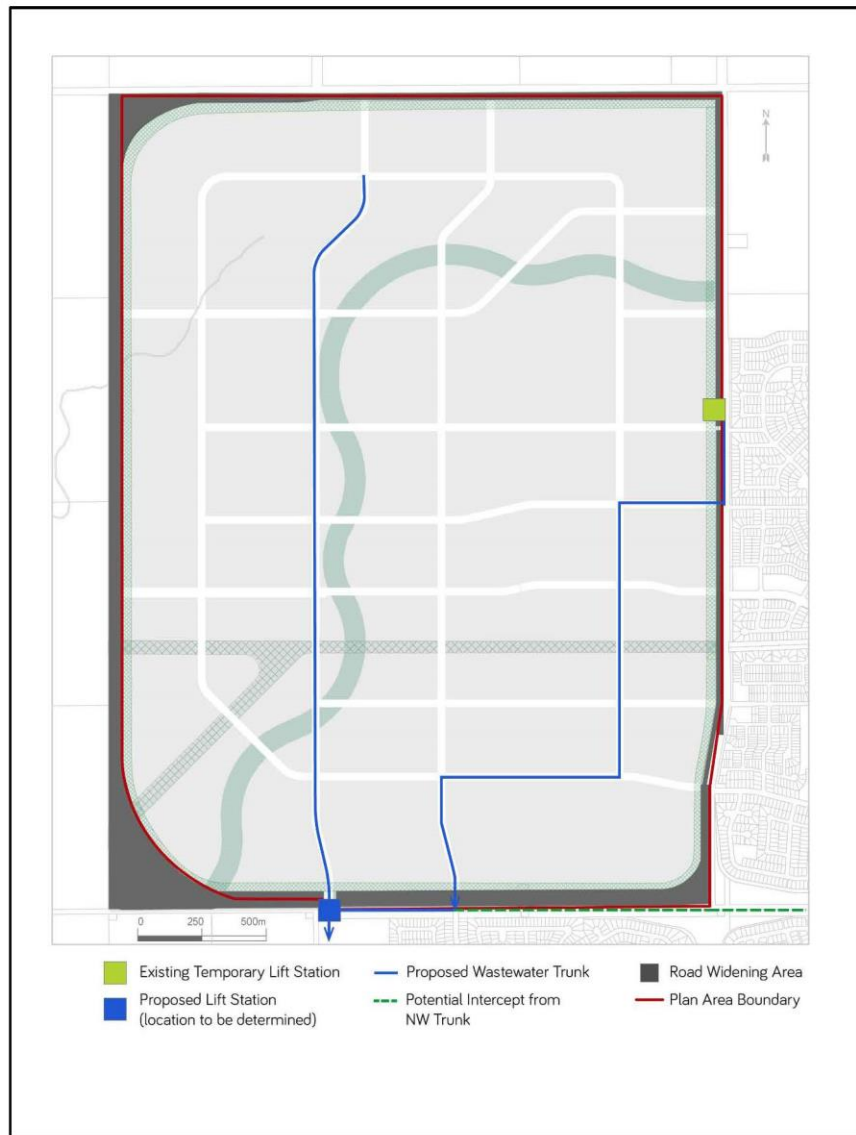 N
0 250 500m
Existing Temporary Lift Station
Proposed Lift Station
(location to be determined)
Proposed Wastewater Trunk
Potential Intercept from
NW Trunk
Road Widening Area
Plan Area Boundary